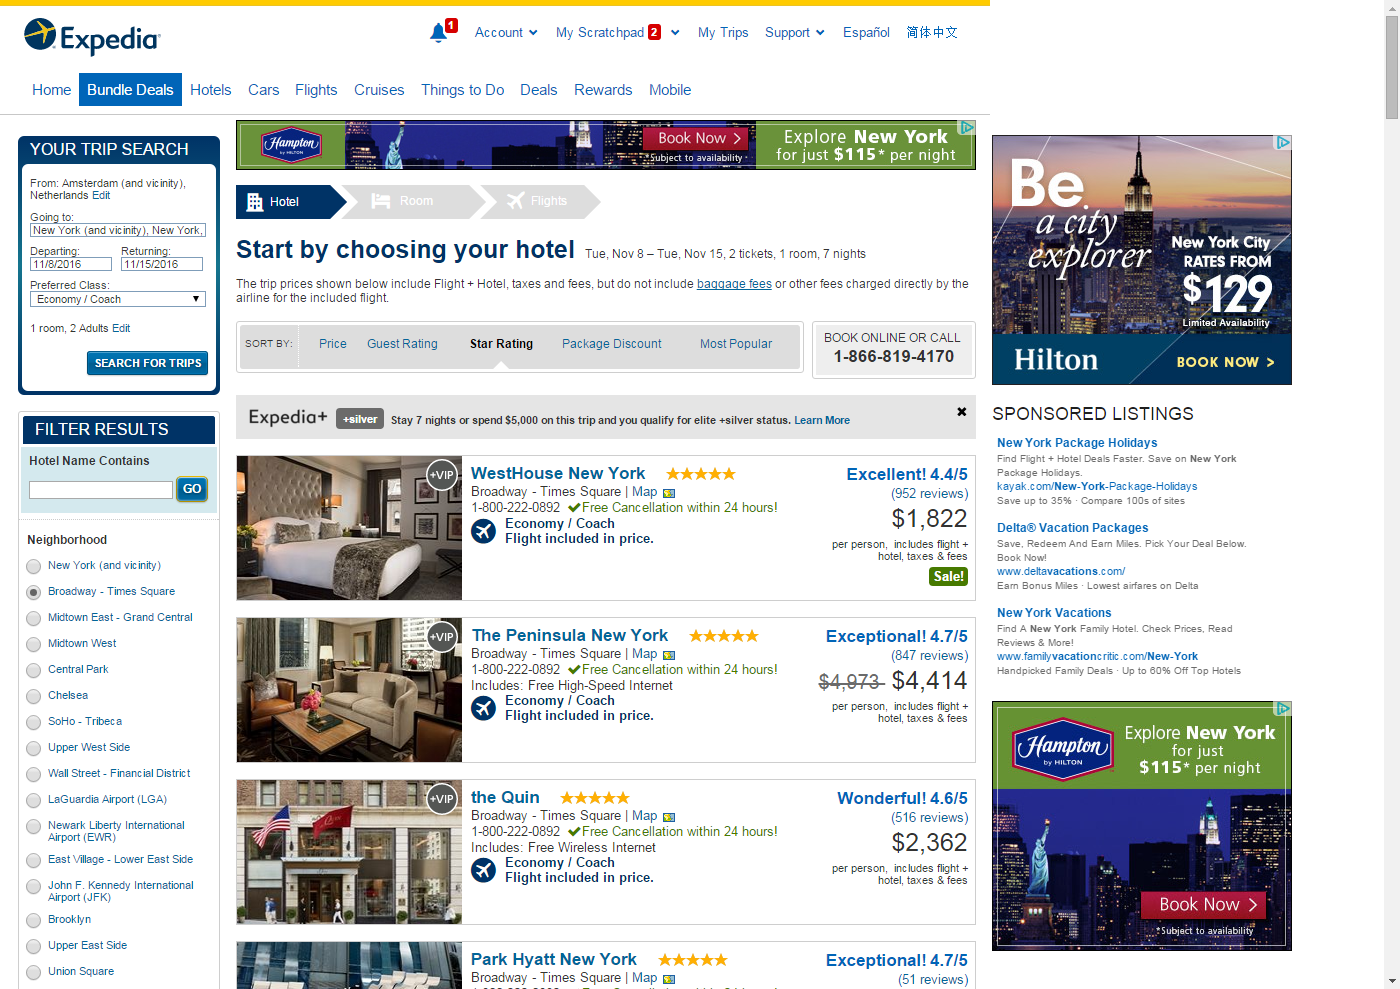 Expedia
1
Account
My Scratchpad 2
My Trips
Support
Español
简体中文
Home
Bundle Deals
Hotels
Cars
Flights
Cruises
Things to Do
Deals
Rewards
Mobile
YOUR TRIP SEARCH
From: Amsterdam (and vicinity),
Netherlands Edit
Going to:
New York (and vicinity), New York,
Departing:
Returning:
11/8/2016
11/15/2016
Preferred Class:
Economy / Coach
1 room, 2 Adults Edit
SEARCH FOR TRIPS
FILTER RESULTS
Hotel Name Contains
GO
Neighborhood
New York (and vicinity)
Broadway - Times Square
Midtown East - Grand Central
Midtown West
Central Park
Chelsea
SoHo - Tribeca
Upper West Side
Wall Street - Financial District
LaGuardia Airport (LGA)
Newark Liberty International
Airport (EWR)
East Village - Lower East Side
John F. Kennedy International
Airport (JFK)
Brooklyn
Upper East Side
Union Square
Hampton
by HILTON
Book Now >
*Subject to availability
Explore New York
for just $115* per night
Hotel
Room
Flights
Start by choosing your hotel Tue, Nov 8 – Tue, Nov 15, 2 tickets, 1 room, 7 nights
The trip prices shown below include Flight + Hotel, taxes and fees, but do not include baggage fees or other fees charged directly by the
airline for the included flight.
SORT BY:
Price
Guest Rating
Star Rating
Package Discount
Most Popular
BOOK ONLINE OR CALL
1-866-819-4170
Expedia+ +silver Stay 7 nights or spend $5,000 on this trip and you qualify for elite +silver status. Learn More
+VIP
WestHouse New York
Broadway - Times Square | Map
1-800-222-0892 Free Cancellation within 24 hours!
Economy / Coach
Flight included in price.
Excellent! 4.4/5
(952 reviews)
$1,822
per person, includes flight +
hotel, taxes & fees
Sale!
+VIP
The Peninsula New York
Broadway - Times Square | Map
1-800-222-0892 Free Cancellation within 24 hours!
Includes: Free High-Speed Internet
Economy / Coach
Flight included in price.
Exceptional! 4.7/5
(847 reviews)
$4,973 $4,414
per person, includes flight +
hotel, taxes & fees
+VIP
the Quin
Broadway - Times Square | Map
1-800-222-0892 Free Cancellation within 24 hours!
Includes: Free Wireless Internet
Economy / Coach
Flight included in price.
Wonderful! 4.6/5
(516 reviews)
$2,362
per person, includes flight +
hotel, taxes & fees
Park Hyatt New York
Broadway - Times Square | Map
Exceptional! 4.7/5
(51 reviews)
Be
a city
explorer
New York City
RATES FROM
$129
Limited Availability
Hilton
BOOK NOW >
SPONSORED LISTINGS
New York Package Holidays
Find Flight + Hotel Deals Faster. Save on New York
Package Holidays.
kayak.com/New-York-Package-Holidays
Save up to 35% · Compare 100s of sites
Delta® Vacation Packages
Save, Redeem And Earn Miles. Pick Your Deal Below.
Book Now!
www.deltavacations.com/
Earn Bonus Miles · Lowest airfares on Delta
New York Vacations
Find A New York Family Hotel. Check Prices, Read
Reviews & More!
www.familyvacationcritic.com/New-York
Handpicked Family Deals · Up to 60% Off Top Hotels
Hampton
by HILTON
Explore New York
for just
$115* per night
Book Now >
*Subject to availability